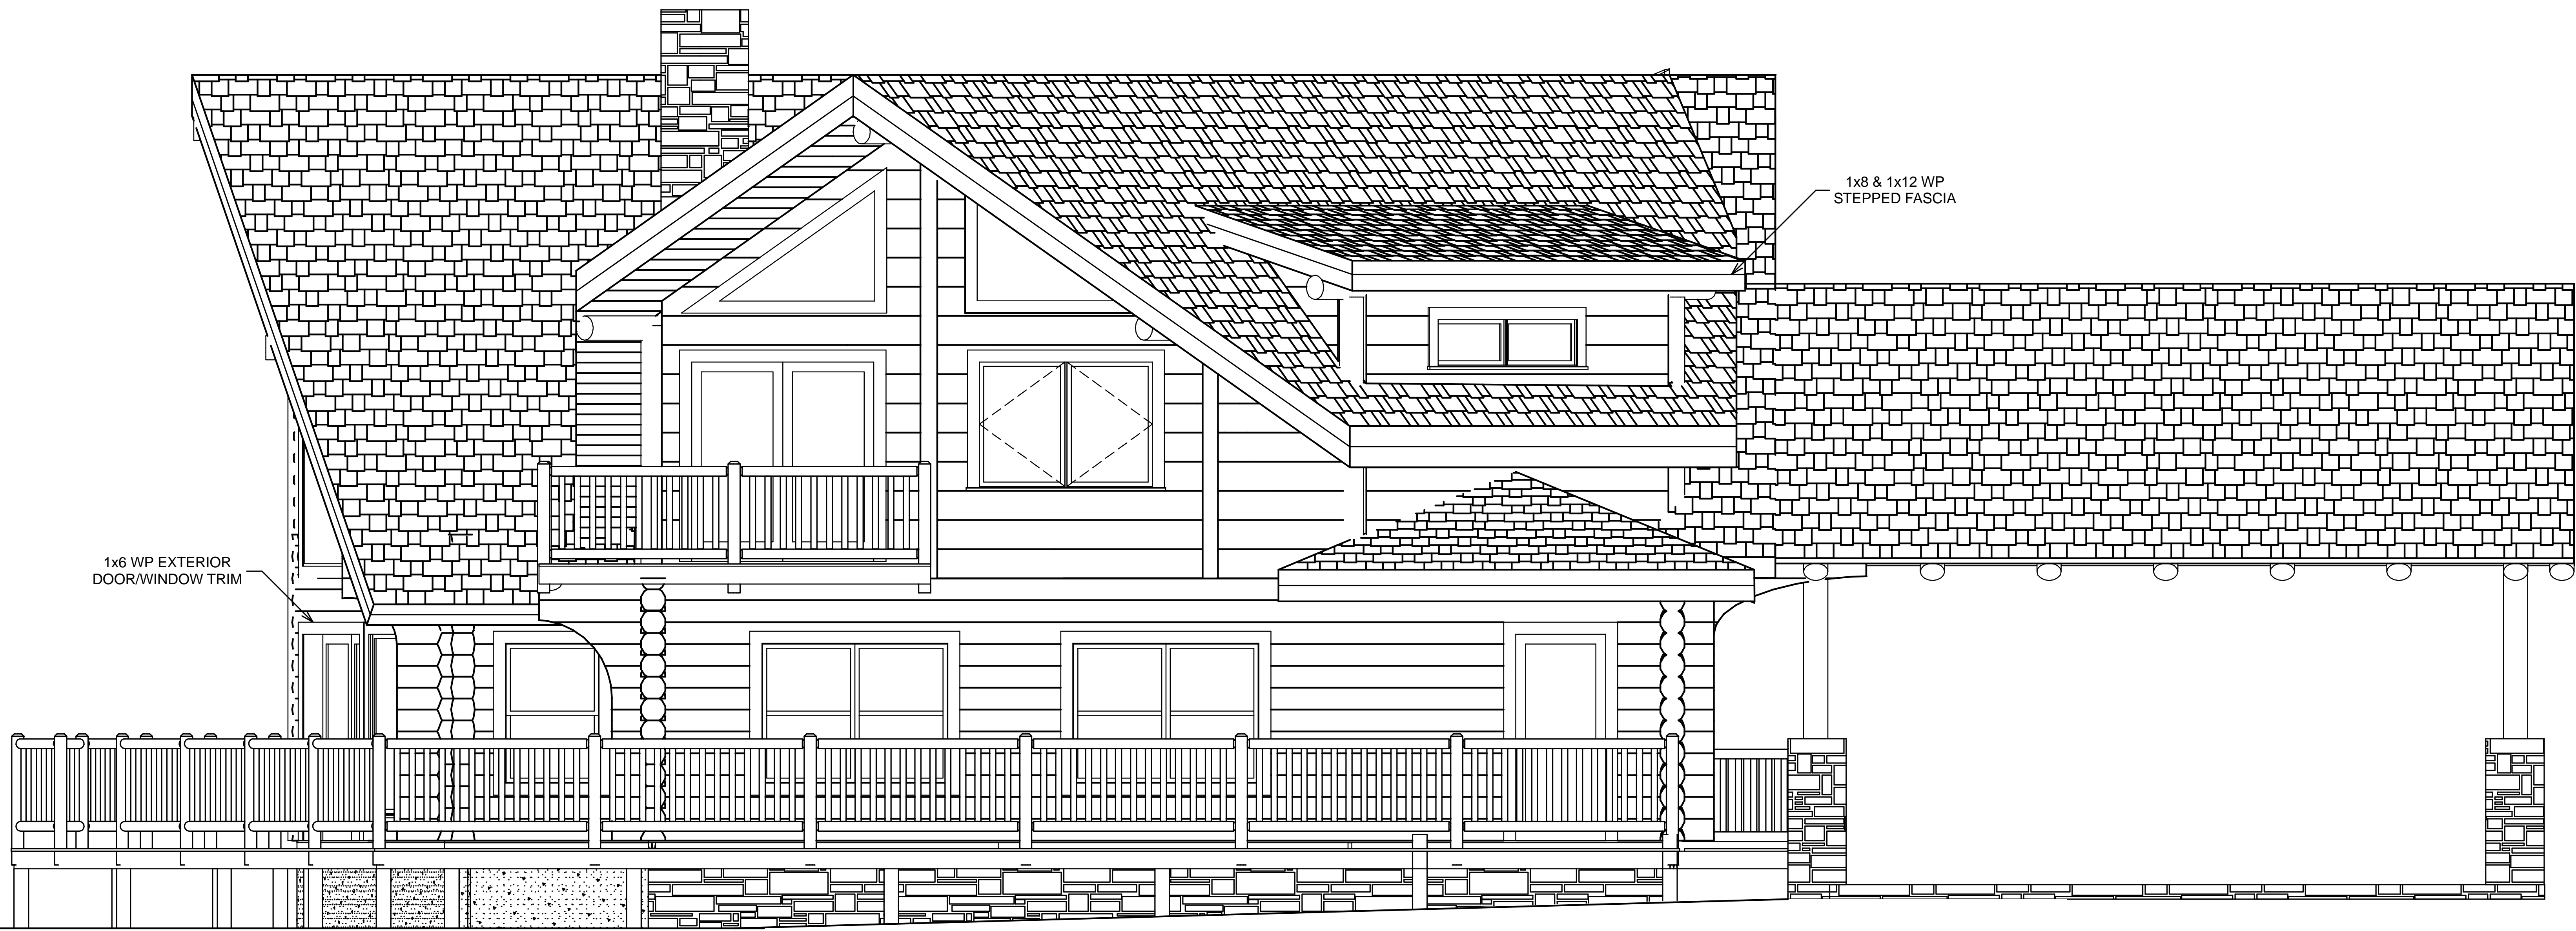 1x8 & 1x12 WP
STEPPED FASCIA
1x6 WP EXTERIOR
DOOR/WINDOW TRIM